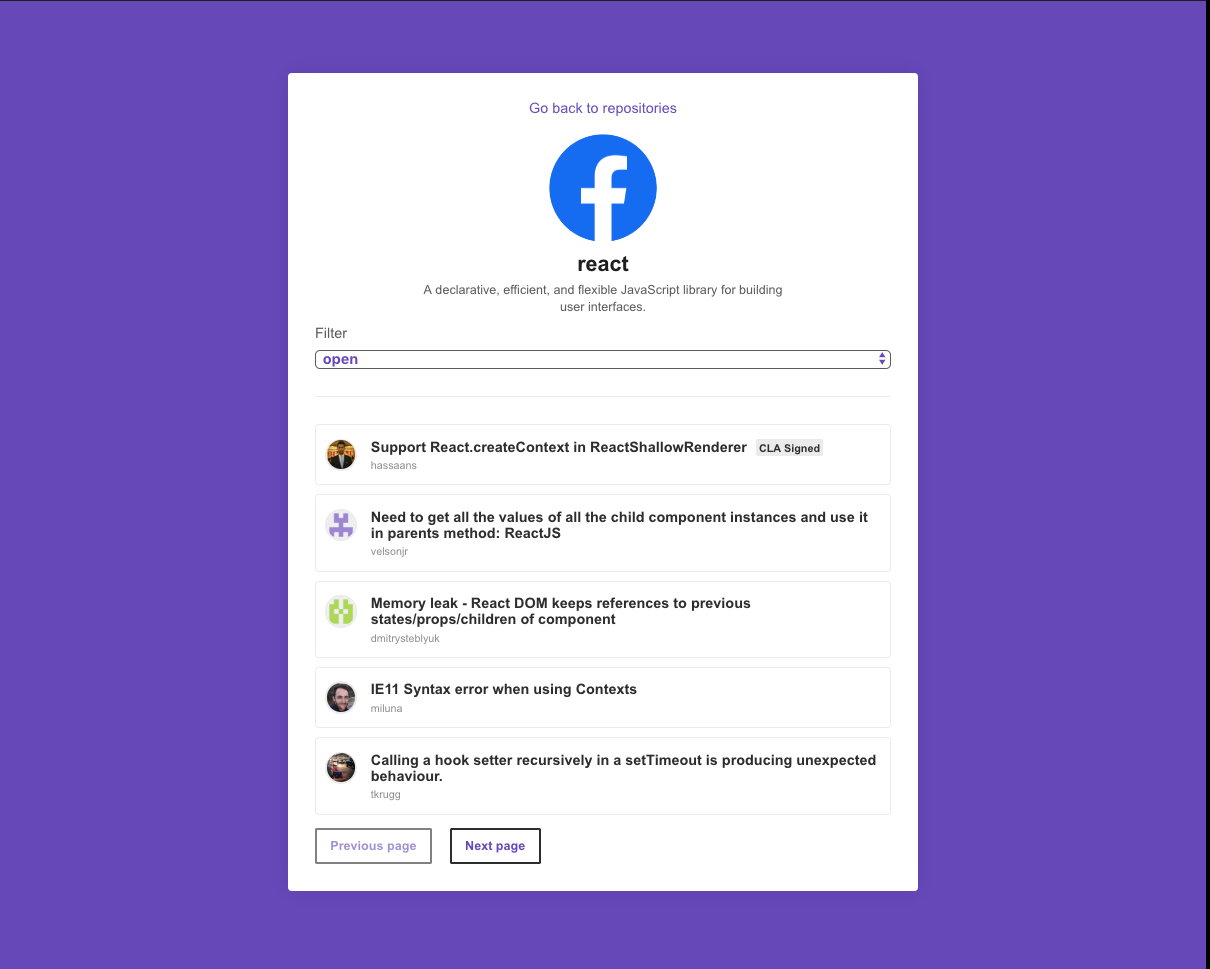 Go back to repositories
react
A declarative, efficient, and flexible JavaScript library for building
user interfaces.
Filter
open
Support React.createContext in ReactShallowRenderer CLA Signed
hassaans
Need to get all the values of all the child component instances and use it
in parents method: ReactJS
velsonjr
Memory leak - React DOM keeps references to previous
states/props/children of component
dmitrysteblyuk
IE11 Syntax error when using Contexts
miluna
Calling a hook setter recursively in a setTimeout is producing unexpected
behaviour.
tkrugg
Previous page Next page